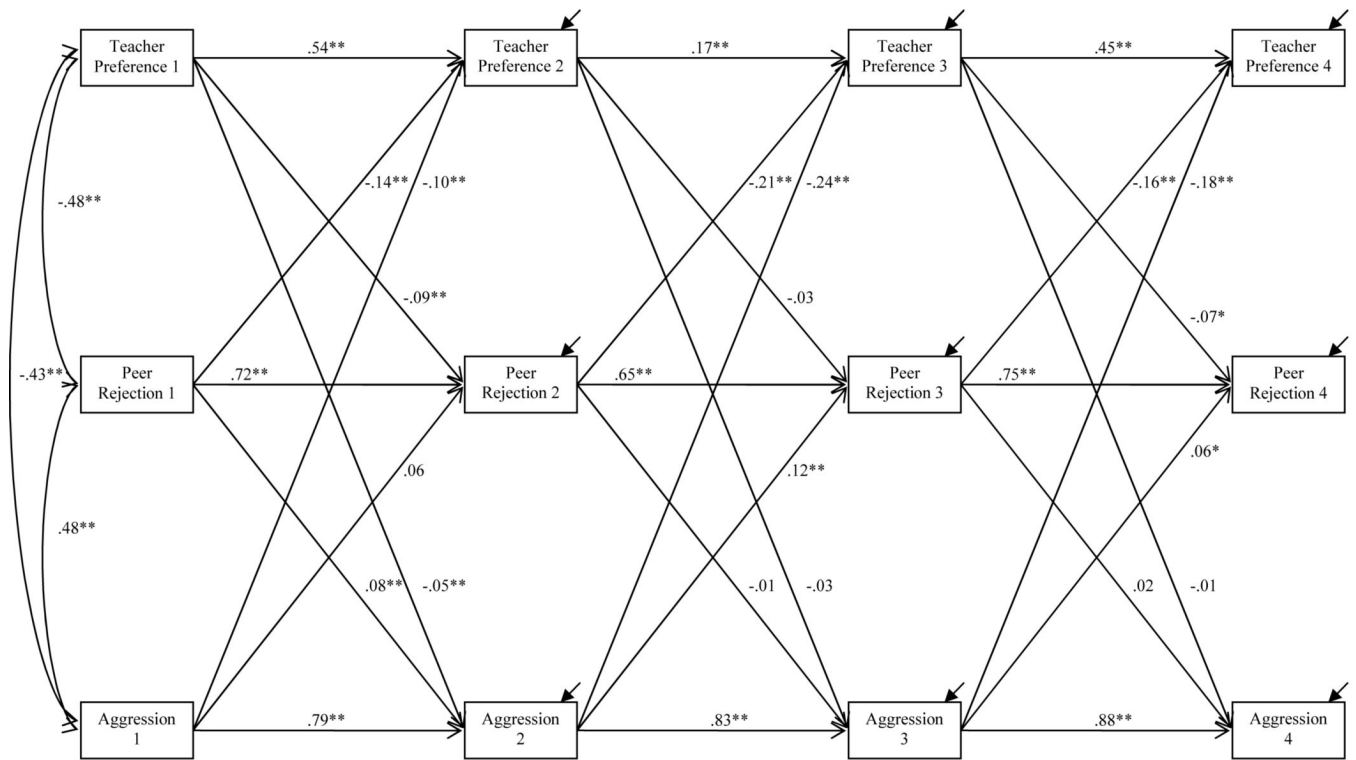 Teacher
Preference 1
.54**
Teacher
Preference 2
.17**
Teacher
Preference 3
.45**
Teacher
Preference 4
-.14**
-.10**
-.21**
-.24**
-.16**
-.18**
-.48**
-.09**
-.03
-.07*
-.43**
Peer
Rejection 1
.72**
Peer
Rejection 2
.65**
Peer
Rejection 3
.75**
Peer
Rejection 4
.06
.12**
.06*
.48**
.08**
-.05**
-.01
-.03
.02
-.01
Aggression
1
.79**
Aggression
2
.83**
Aggression
3
.88**
Aggression
4